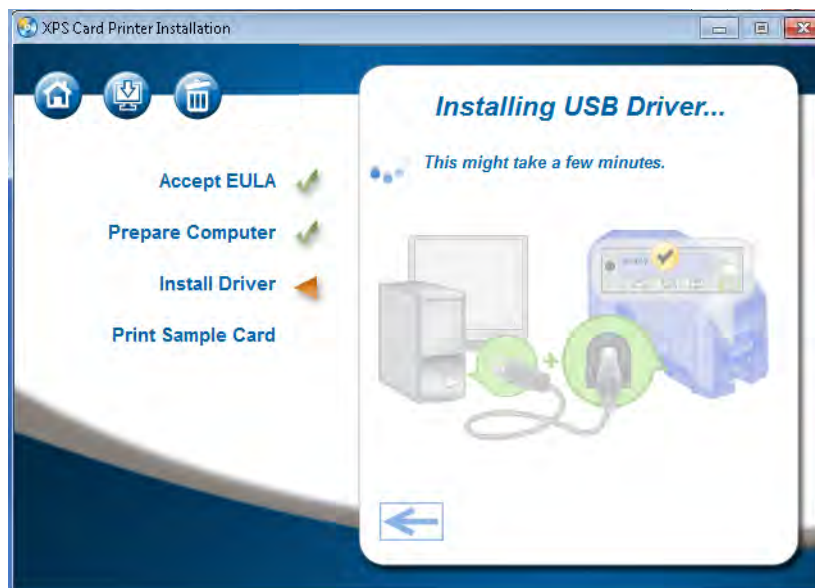 XPS Card Printer Installation
Installing USB Driver...
This might take a few minutes.
Accept EULA
Prepare Computer
Install Driver
Print Sample Card